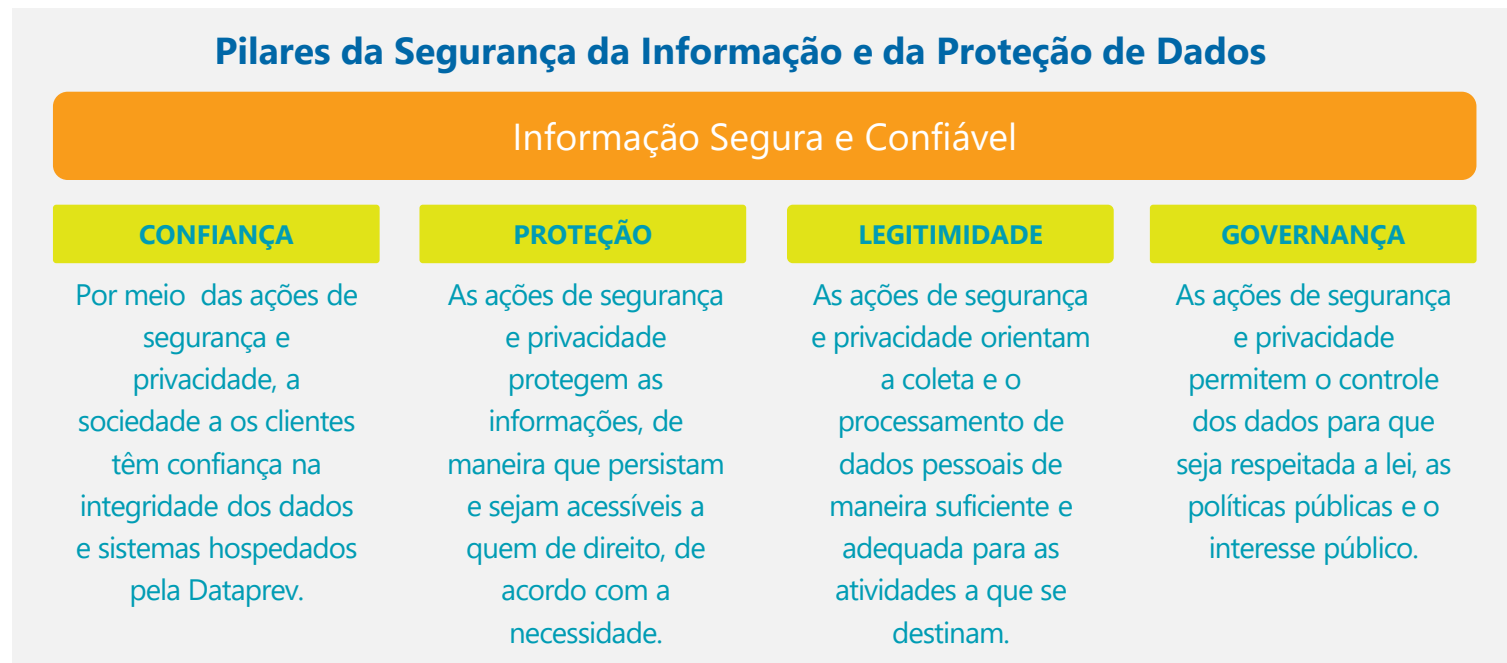 Pilares da Segurança da Informação e da Proteção de Dados
Informação Segura e Confiável
CONFIANÇA
Por meio  das ações de
segurança e
privacidade, a
sociedade a os clientes
têm confiança na
integridade dos dados
e sistemas hospedados
pela Dataprev.
PROTEÇÃO
As ações de segurança
e privacidade
protegem as
informações, de
maneira que persistam
e sejam acessíveis a
quem de direito, de
acordo com a
necessidade.
LEGITIMIDADE
As ações de segurança
e privacidade orientam
a coleta e o
processamento de
dados pessoais de
maneira suficiente e
adequada para as
atividades a que se
destinam.
GOVERNANÇA
As ações de segurança
e privacidade
permitem o controle
dos dados para que
seja respeitada a lei, as
políticas públicas e o
interesse público.